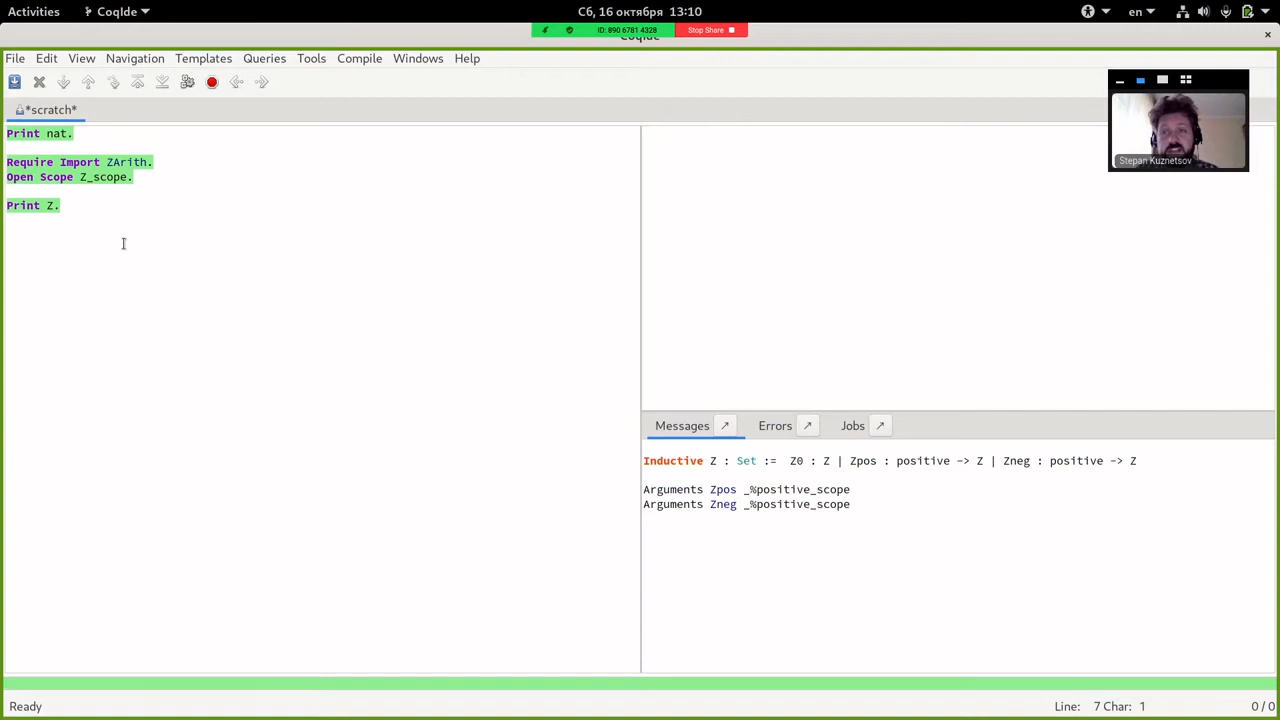 Activities
CoqIde
Сб, 16 октября 13:10
en
ID: 890 6781 4328
Stop Share
CoqIde
File Edit View Navigation Templates Queries Tools Compile Windows Help
*scratch*
Print nat.
Require Import ZArith.
Open Scope Z_scope.
Print Z.
Stepan Kuznetsov
Messages
Errors
Jobs
Inductive Z : Set := Z0 : Z | Zpos : positive -> Z | Zneg : positive -> Z
Arguments Zpos _%positive_scope
Arguments Zneg _%positive_scope
Ready
Line: 7 Char: 1
0 / 0